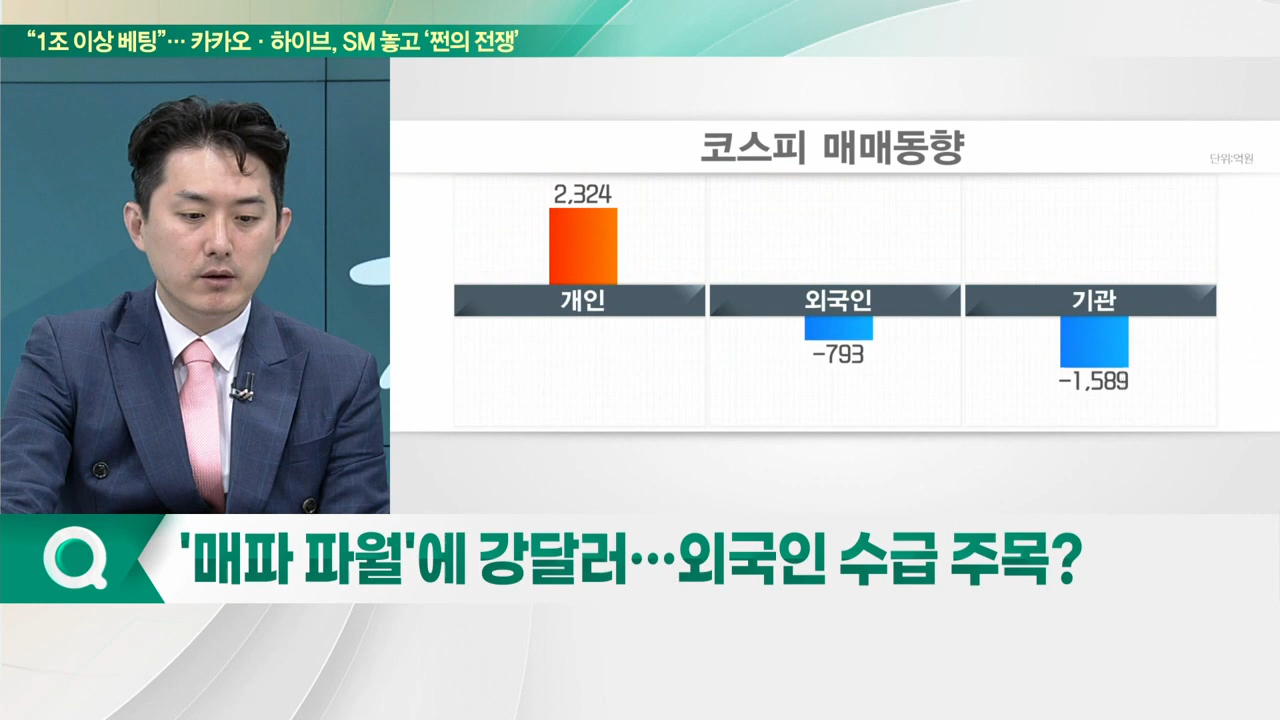 “1조 이상 베팅”… 카카오 · 하이브, SM 놓고 ‘쩐의 전쟁’
코스피 매매동향
단위:억원
2,324
개인
외국인
기관
-793
-1,589
Q
'매파 파월'에 강달러…외국인 수급 주목?